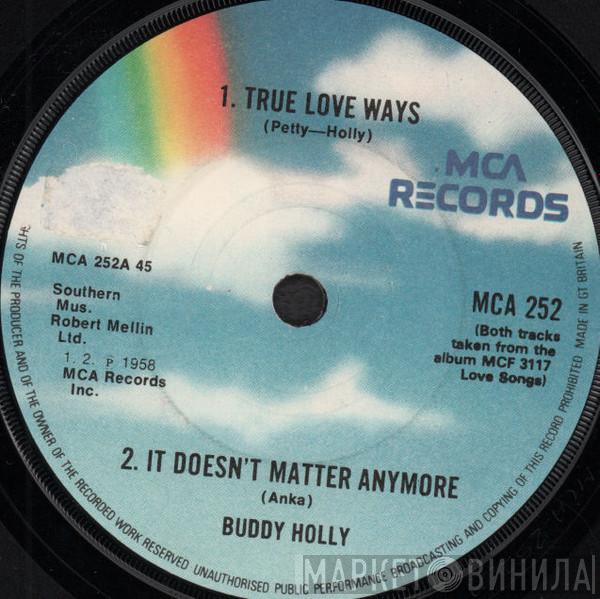 1. TRUE LOVE WAYS
(Petty—Holly)
MCA
RECORDS
MCA 252A 45
Southern
Mus.
Robert Mellin
Ltd.
1. 2. P 1958
MCA Records
Inc.
MCA 252
(Both tracks
taken from the
album MCF 3117
Love Songs)
2. IT DOESN'T MATTER ANYMORE
(Anka)
BUDDY HOLLY
OF THE PRODUCER AND OF THE OWNER OF THE RECORDED WORK RESERVED UNAUTHORISED PUBLIC PERFORMANCE BROADCASTING AND COPYING OF THIS RECORD PROHIBITED MADE IN GT BRITAIN
МАРКЕТ ВИНИЛА